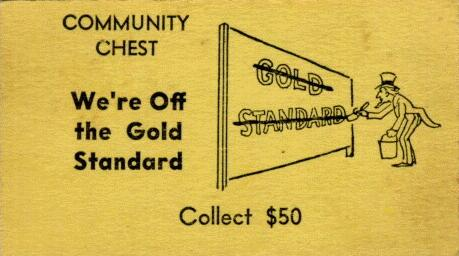 COMMUNITY
CHEST
We're Off
the Gold
Standard
GOLD
STANDARD
Collect $50